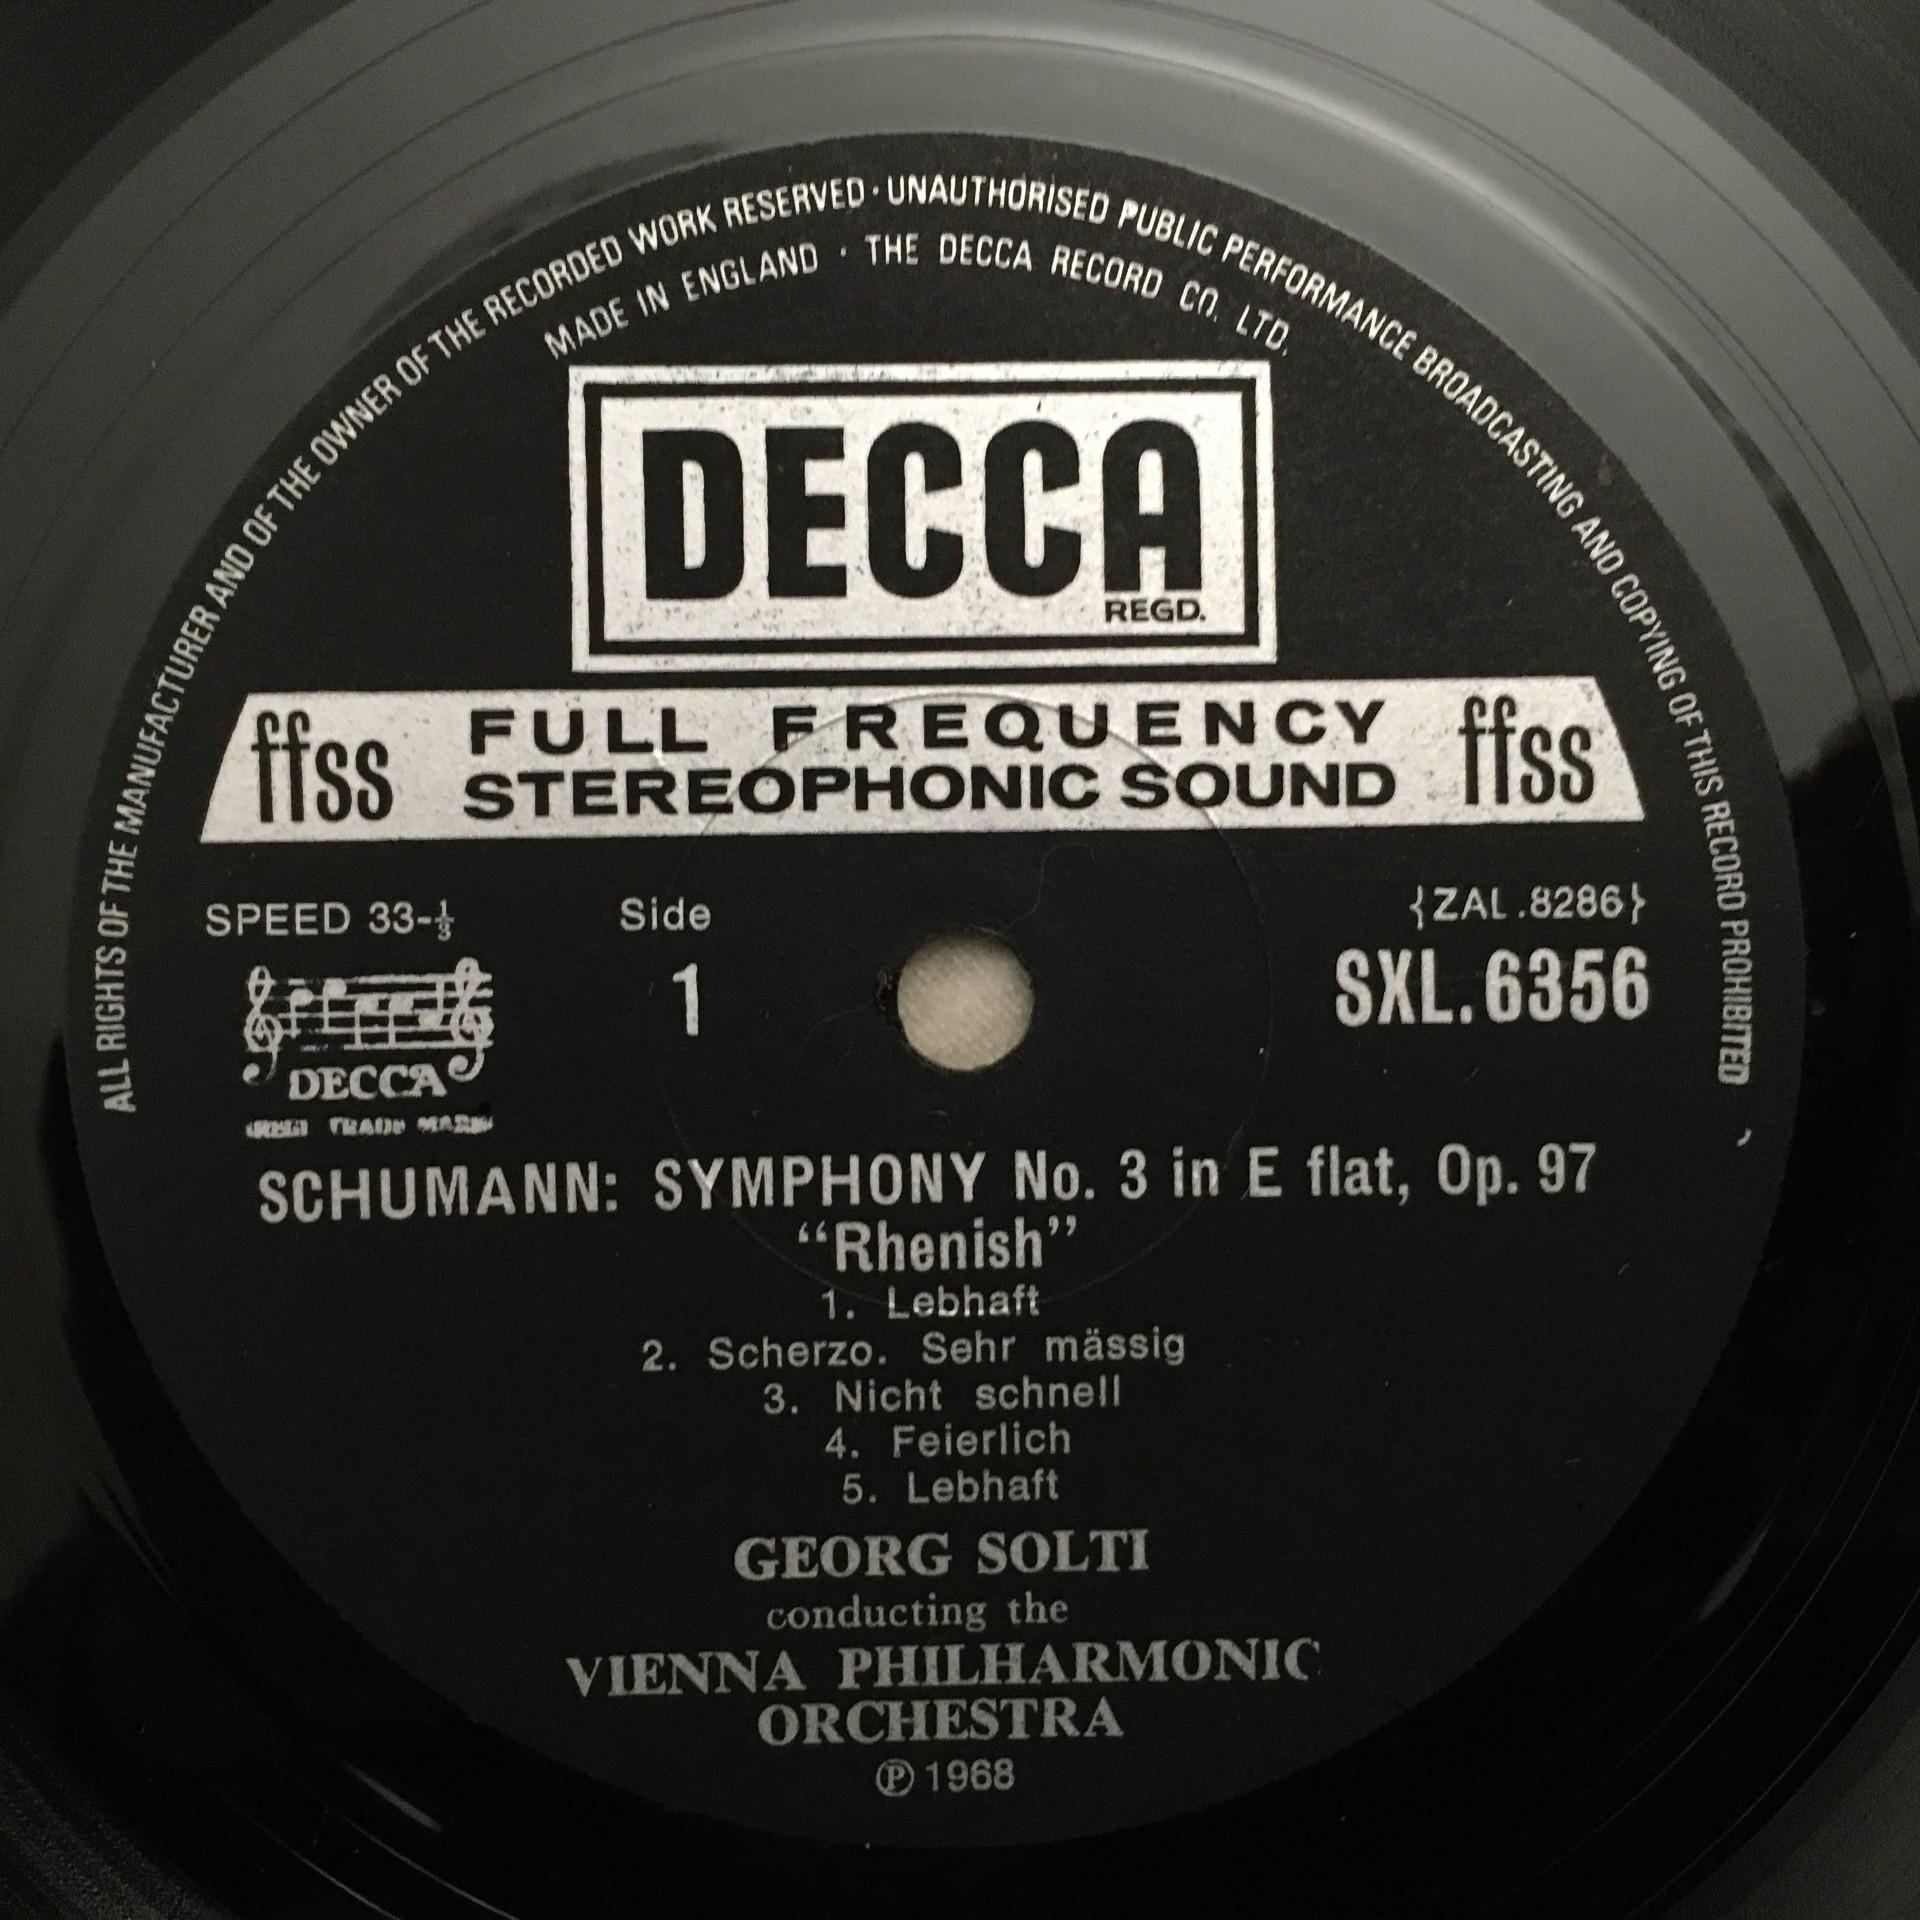 ALL RIGHTS OF THE MANUFACTURER AND OF THE OWNER OF THE RECORDED WORK RESERVED · UNAUTHORISED PUBLIC PERFORMANCE BROADCASTING AND COPYING OF THIS RECORD PROHIBITED
MADE IN ENGLAND · THE DECCA RECORD CO. LTD.
DECCA
REGD.
ffss FULL FREQUENCY STEREOPHONIC SOUND ffss
SPEED 33-⅓
Side
1
{ZAL.8286}
SXL.6356
DECCA
TRADE MARK
SCHUMANN: SYMPHONY No. 3 in E flat, Op. 97
“Rhenish”
1. Lebhaft
2. Scherzo. Sehr mässig
3. Nicht schnell
4. Feierlich
5. Lebhaft
GEORG SOLTI
conducting the
VIENNA PHILHARMONIC
ORCHESTRA
℗ 1968